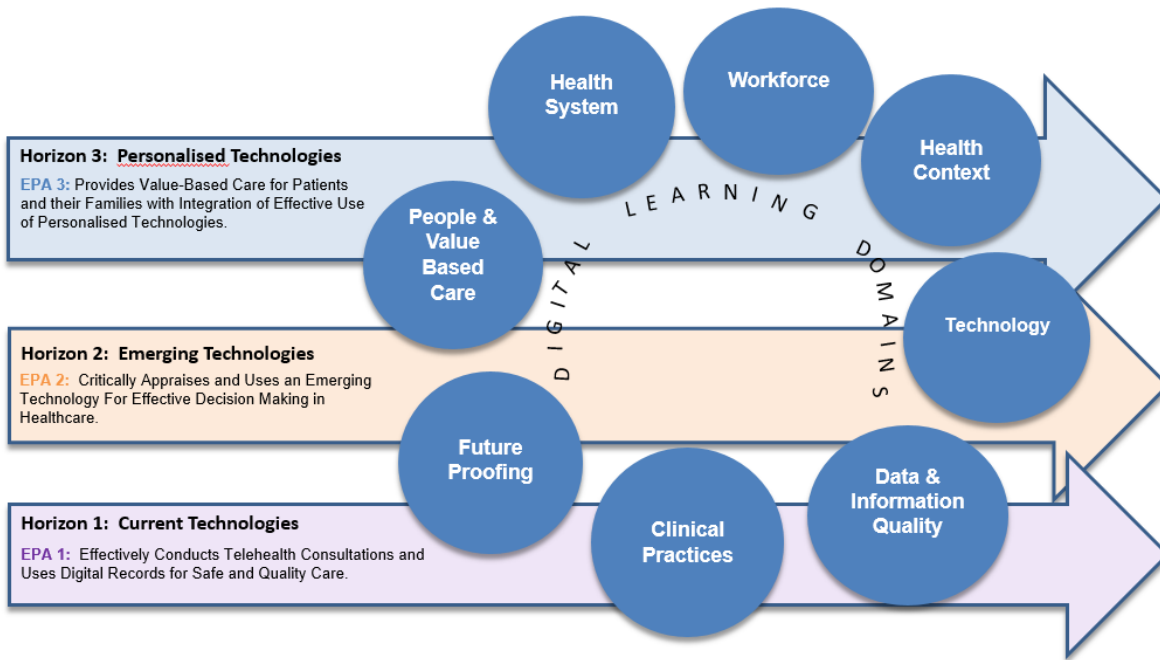 Health
System
Workforce
Health
Context
Horizon 3:  Personalised Technologies
EPA 3: Provides Value-Based Care for Patients
and their Families with Integration of Effective Use
of Personalised Technologies.
People &
Value
Based
Care
DIGITAL LEARNING DOMAINS
Technology
Horizon 2:  Emerging Technologies
EPA 2:  Critically Appraises and Uses an Emerging
Technology For Effective Decision Making in
Healthcare.
Future
Proofing
Data &
Information
Quality
Clinical
Practices
Horizon 1:  Current Technologies
EPA 1:  Effectively Conducts Telehealth Consultations and
Uses Digital Records for Safe and Quality Care.